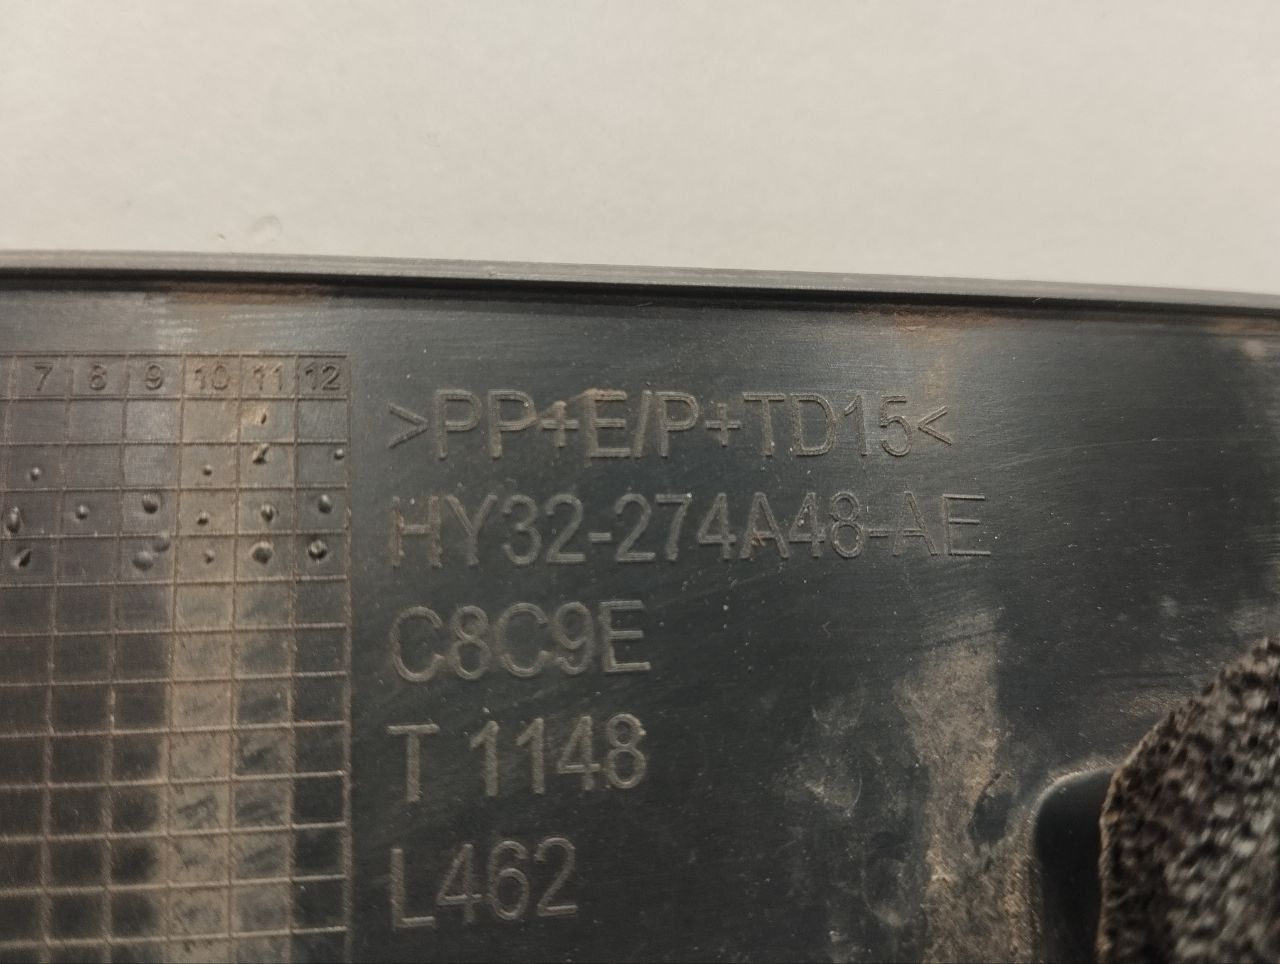 7 8 9 10 11 12
>PP+E/P+TD15<
HY32-274A48-AE
C8C9E
T 1148
L462